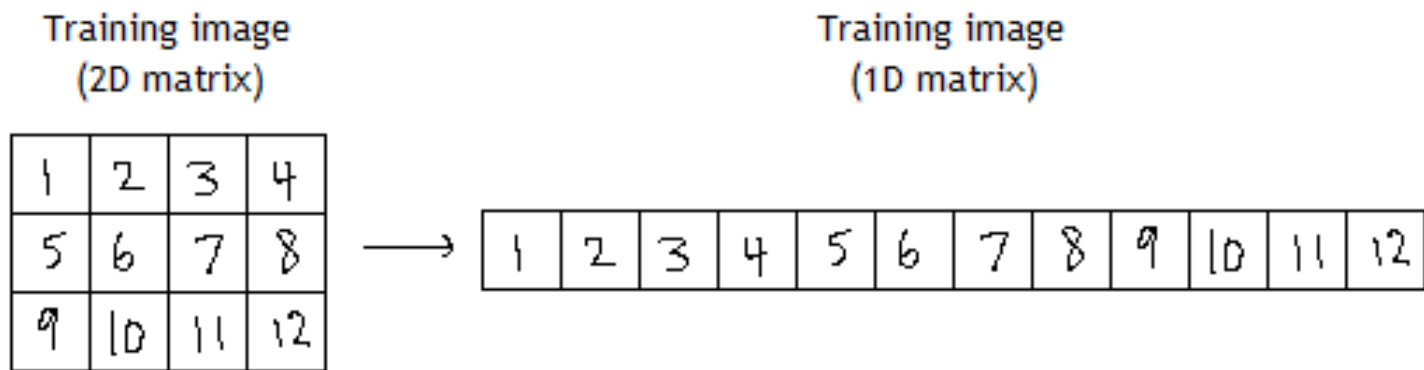 Training image
(2D matrix)
Training image
(1D matrix)
1 2 3 4
5 6 7 8
9 10 11 12
1 2 3 4 5 6 7 8 9 10 11 12